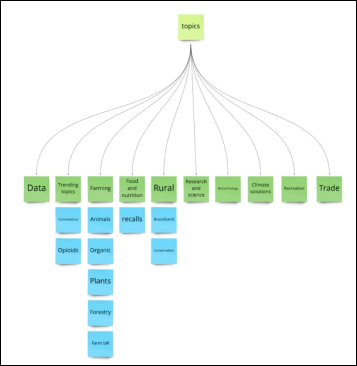 topics
Data
Trending
topics
Farming
Food
and
nutrition
Rural
Research
and
science
Biotechnology
Climate
solutions
Recreation
Trade
Coronavirus
Animals
recalls
Broadband
Opioids
Organic
Conservation
Plants
Forestry
farm bill